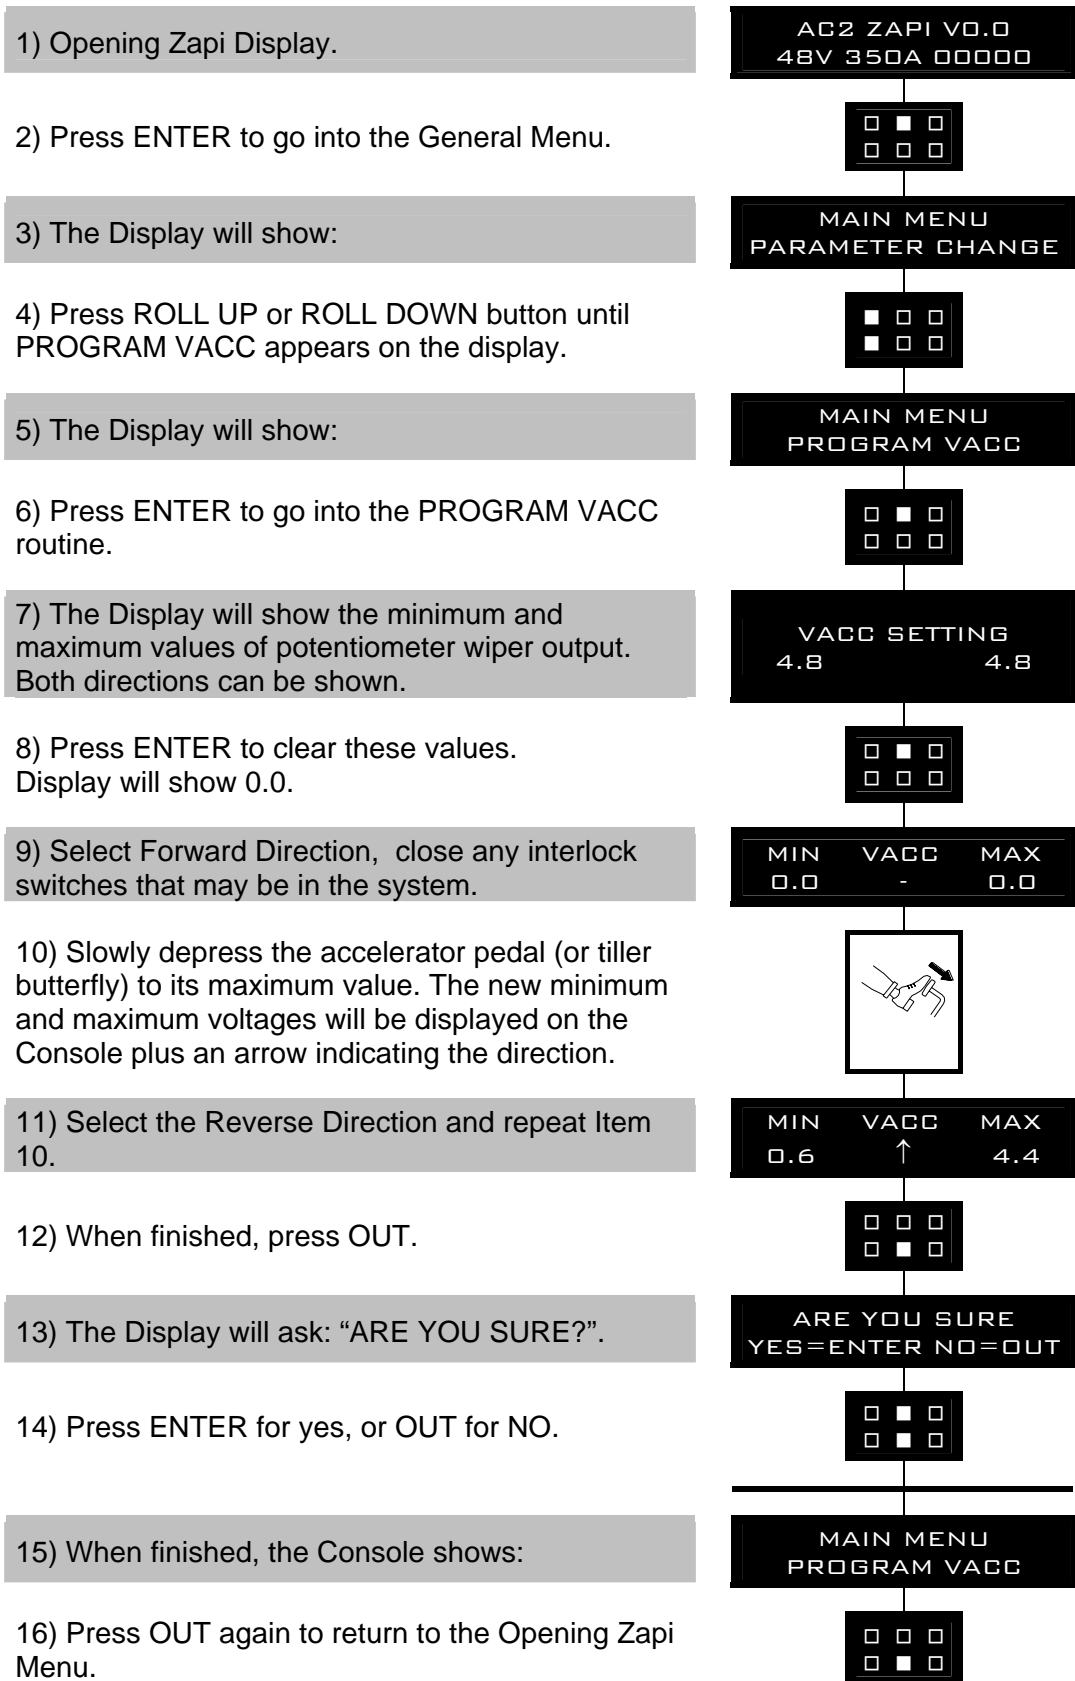 1) Opening Zapi Display.
AC2 ZAPI V0.0
48V 350A 00000
2) Press ENTER to go into the General Menu.
3) The Display will show:
MAIN MENU
PARAMETER CHANGE
4) Press ROLL UP or ROLL DOWN button until
PROGRAM VACC appears on the display.
5) The Display will show:
MAIN MENU
PROGRAM VACC
6) Press ENTER to go into the PROGRAM VACC
routine.
7) The Display will show the minimum and
maximum values of potentiometer wiper output.
Both directions can be shown.
VACC SETTING
4.8 4.8
8) Press ENTER to clear these values.
Display will show 0.0.
9) Select Forward Direction, close any interlock
switches that may be in the system.
MIN VACC MAX
0.0 - 0.0
10) Slowly depress the accelerator pedal (or tiller
butterfly) to its maximum value. The new minimum
and maximum voltages will be displayed on the
Console plus an arrow indicating the direction.
11) Select the Reverse Direction and repeat Item
10.
MIN VACC MAX
0.6 ↑ 4.4
12) When finished, press OUT.
13) The Display will ask: “ARE YOU SURE?”.
ARE YOU SURE
YES=ENTER NO=OUT
14) Press ENTER for yes, or OUT for NO.
15) When finished, the Console shows:
MAIN MENU
PROGRAM VACC
16) Press OUT again to return to the Opening Zapi
Menu.